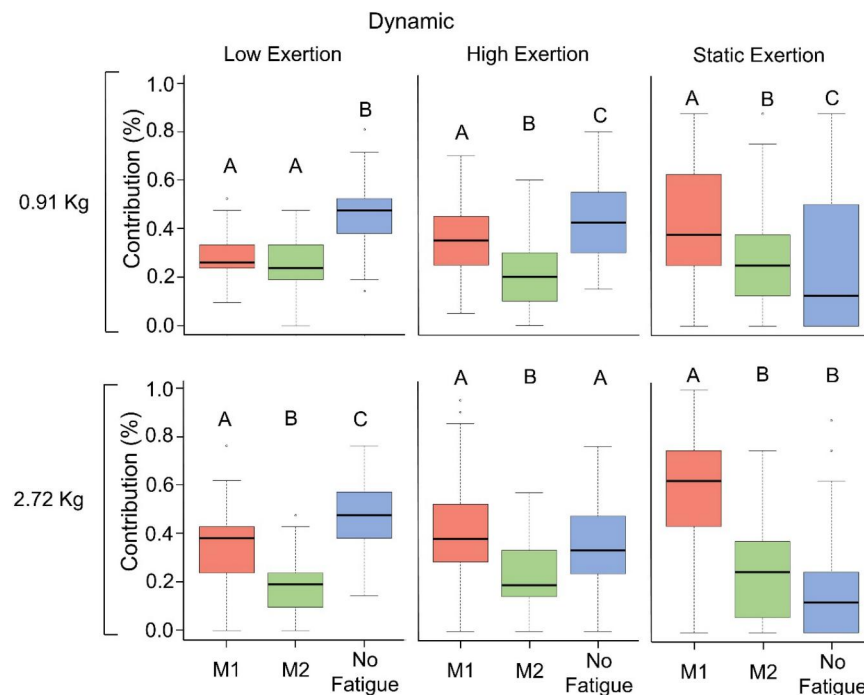 Dynamic
Low Exertion High Exertion Static Exertion
0.91 Kg
Contribution (%)
1.0
0.8
0.6
0.4
0.2
0.0
A A B
A B C
A B C
2.72 Kg
Contribution (%)
1.0
0.8
0.6
0.4
0.2
0.0
A B C
A B A
A B B
M1 M2 No Fatigue
M1 M2 No Fatigue
M1 M2 No Fatigue